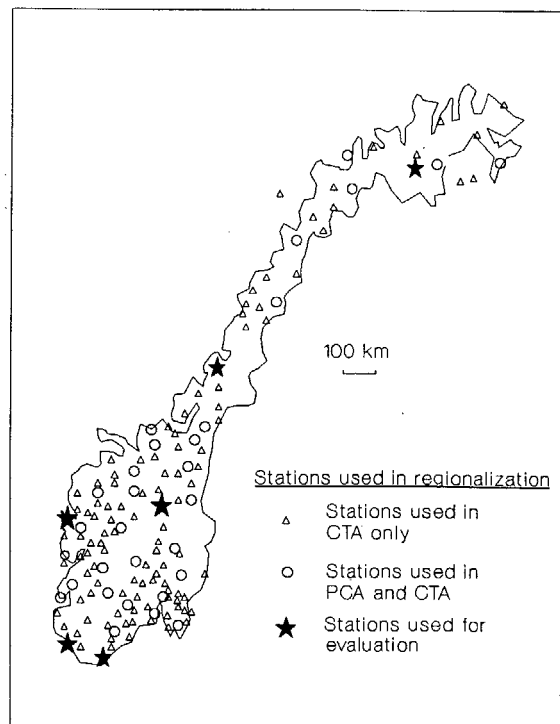 100 km
Stations used in regionalization
Stations used in
CTA only
Stations used in
PCA and CTA
Stations used for
evaluation